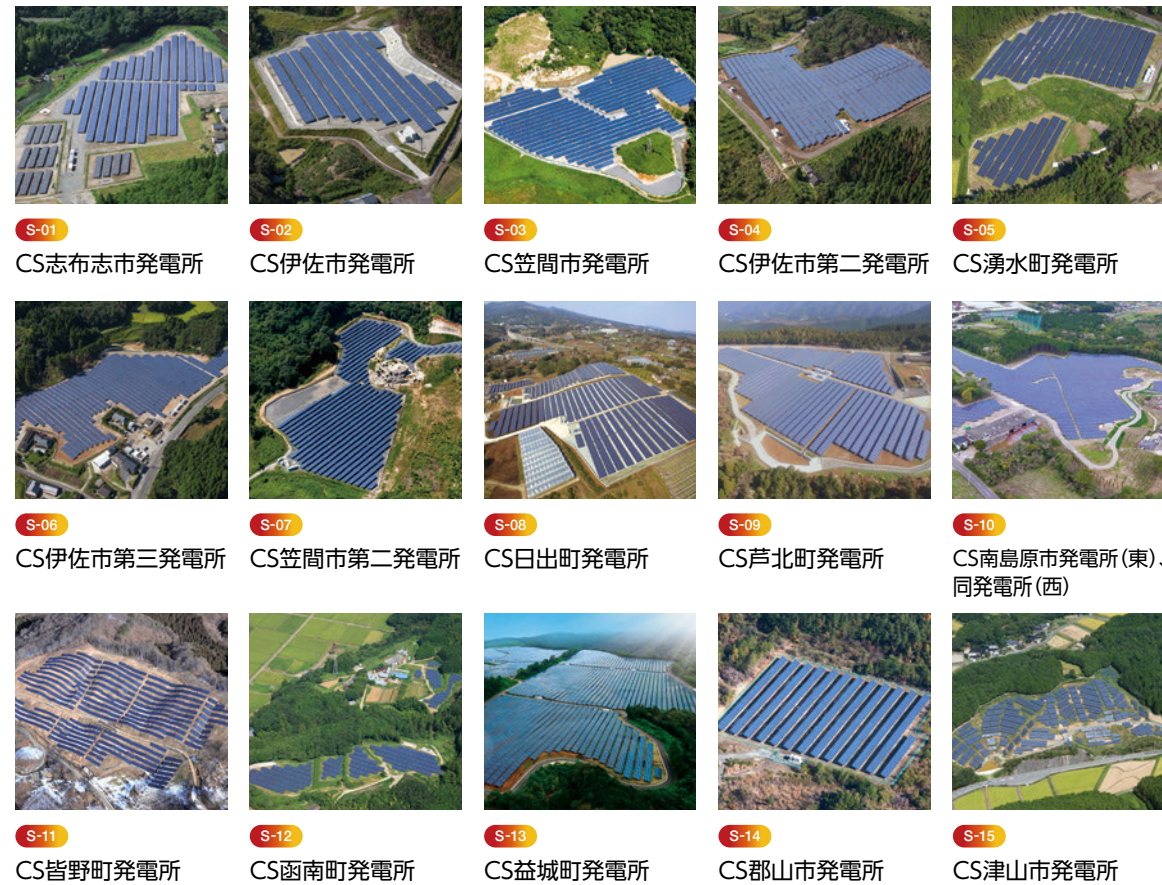 S-01
CS志布志市発電所
S-02
CS伊佐市発電所
S-03
CS笠間市発電所
S-04
CS伊佐市第二発電所
S-05
CS湧水町発電所
S-06
CS伊佐市第三発電所
S-07
CS笠間市第二発電所
S-08
CS日出町発電所
S-09
CS芦北町発電所
S-10
CS南島原市発電所(東)、
同発電所(西)
S-11
CS皆野町発電所
S-12
CS函南町発電所
S-13
CS益城町発電所
S-14
CS郡山市発電所
S-15
CS津山市発電所